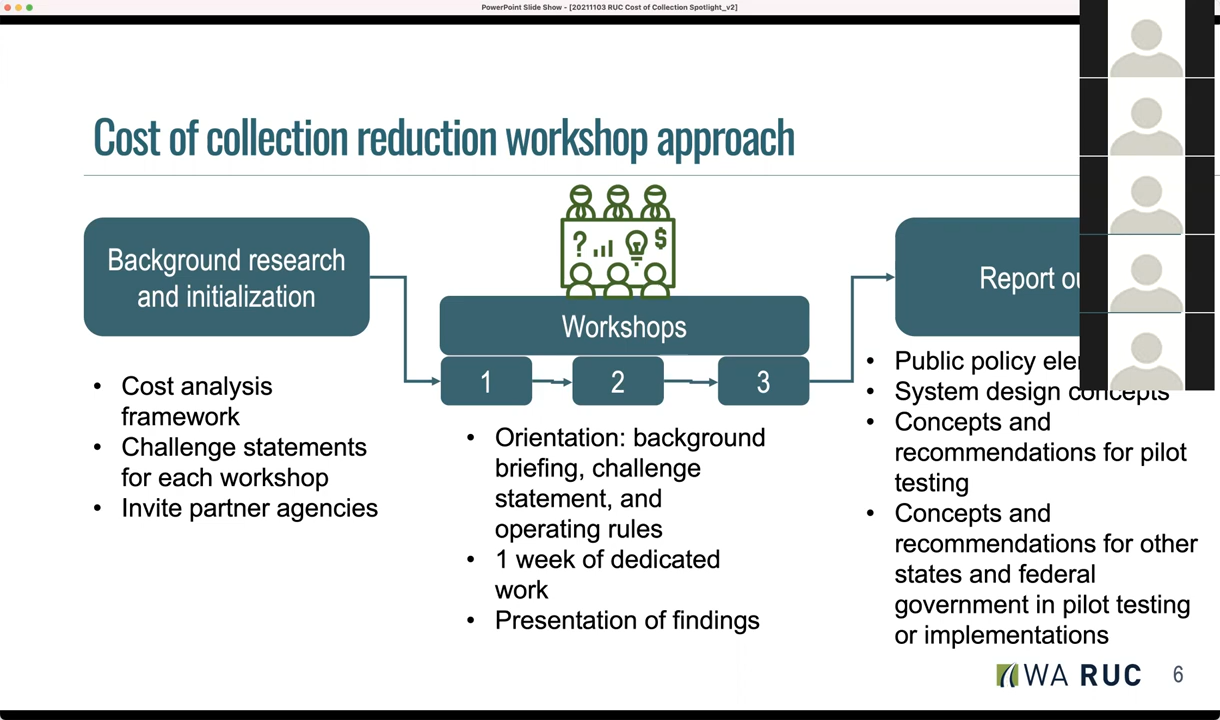 PowerPoint Slide Show - [20211103 RUC Cost of Collection Spotlight_v2]
Cost of collection reduction workshop approach
Background research
and initialization
• Cost analysis
framework
• Challenge statements
for each workshop
• Invite partner agencies
? $
Workshops
1 2 3
• Orientation: background
briefing, challenge
statement, and
operating rules
• 1 week of dedicated
work
• Presentation of findings
Report
• Public policy
• System design concepts
• Concepts and
recommendations for pilot
testing
• Concepts and
recommendations for other
states and federal
government in pilot testing
or implementations
WA RUC 6